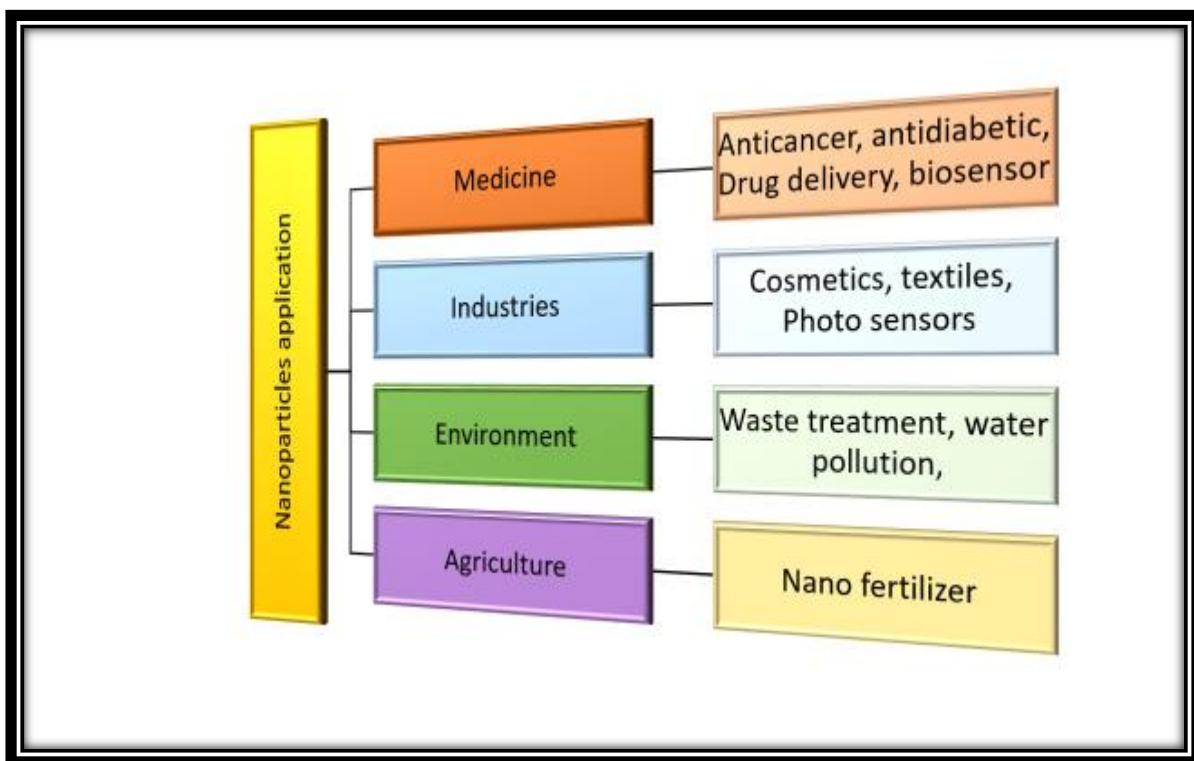 Nanoparticles application
Medicine
Anticancer, antidiabetic,
Drug delivery, biosensor
Industries
Cosmetics, textiles,
Photo sensors
Environment
Waste treatment, water
pollution,
Agriculture
Nano fertilizer